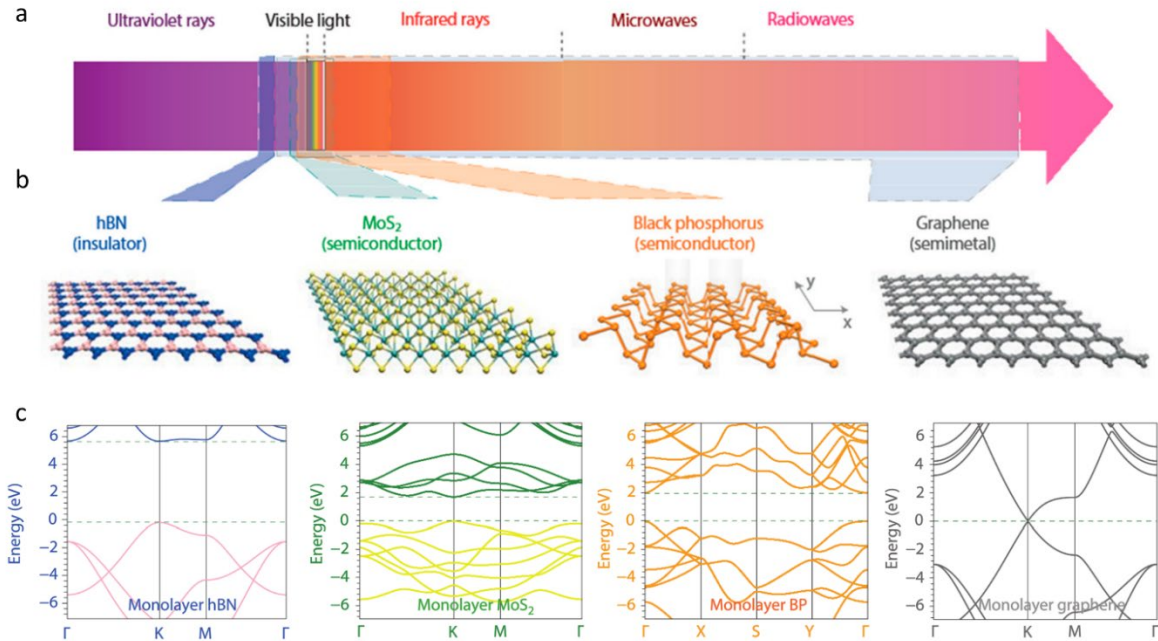 a
Ultraviolet rays Visible light Infrared rays Microwaves Radiowaves
b
hBN
(insulator)
MoS₂
(semiconductor)
Black phosphorus
(semiconductor)
Graphene
(semimetal)
y
x
c
Energy (eV)
6
4
2
0
−2
−4
−6
Monolayer hBN
Γ K M Γ
Energy (eV)
6
4
2
0
−2
−4
−6
Monolayer MoS₂
Γ K M Γ
Energy (eV)
6
4
2
0
−2
−4
−6
Monolayer BP
Γ X S Y Γ
Energy (eV)
6
4
2
0
−2
−4
−6
Monolayer graphene
Γ K M Γ